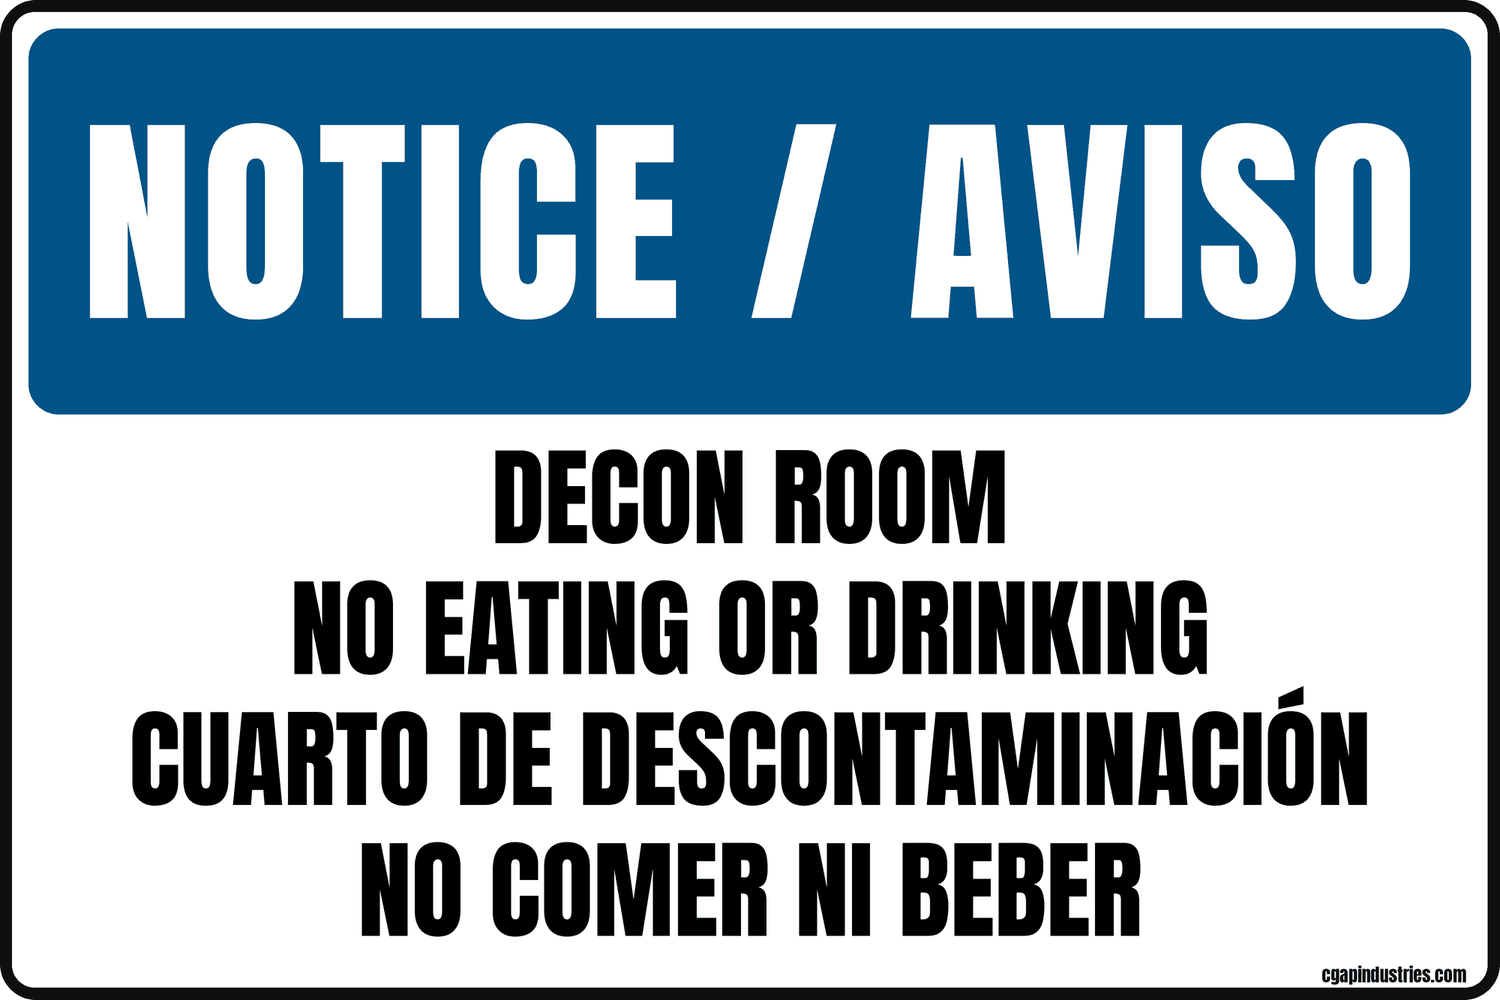 NOTICE / AVISO
DECON ROOM
NO EATING OR DRINKING
CUARTO DE DESCONTAMINACIÓN
NO COMER NI BEBER
cgapindustries.com